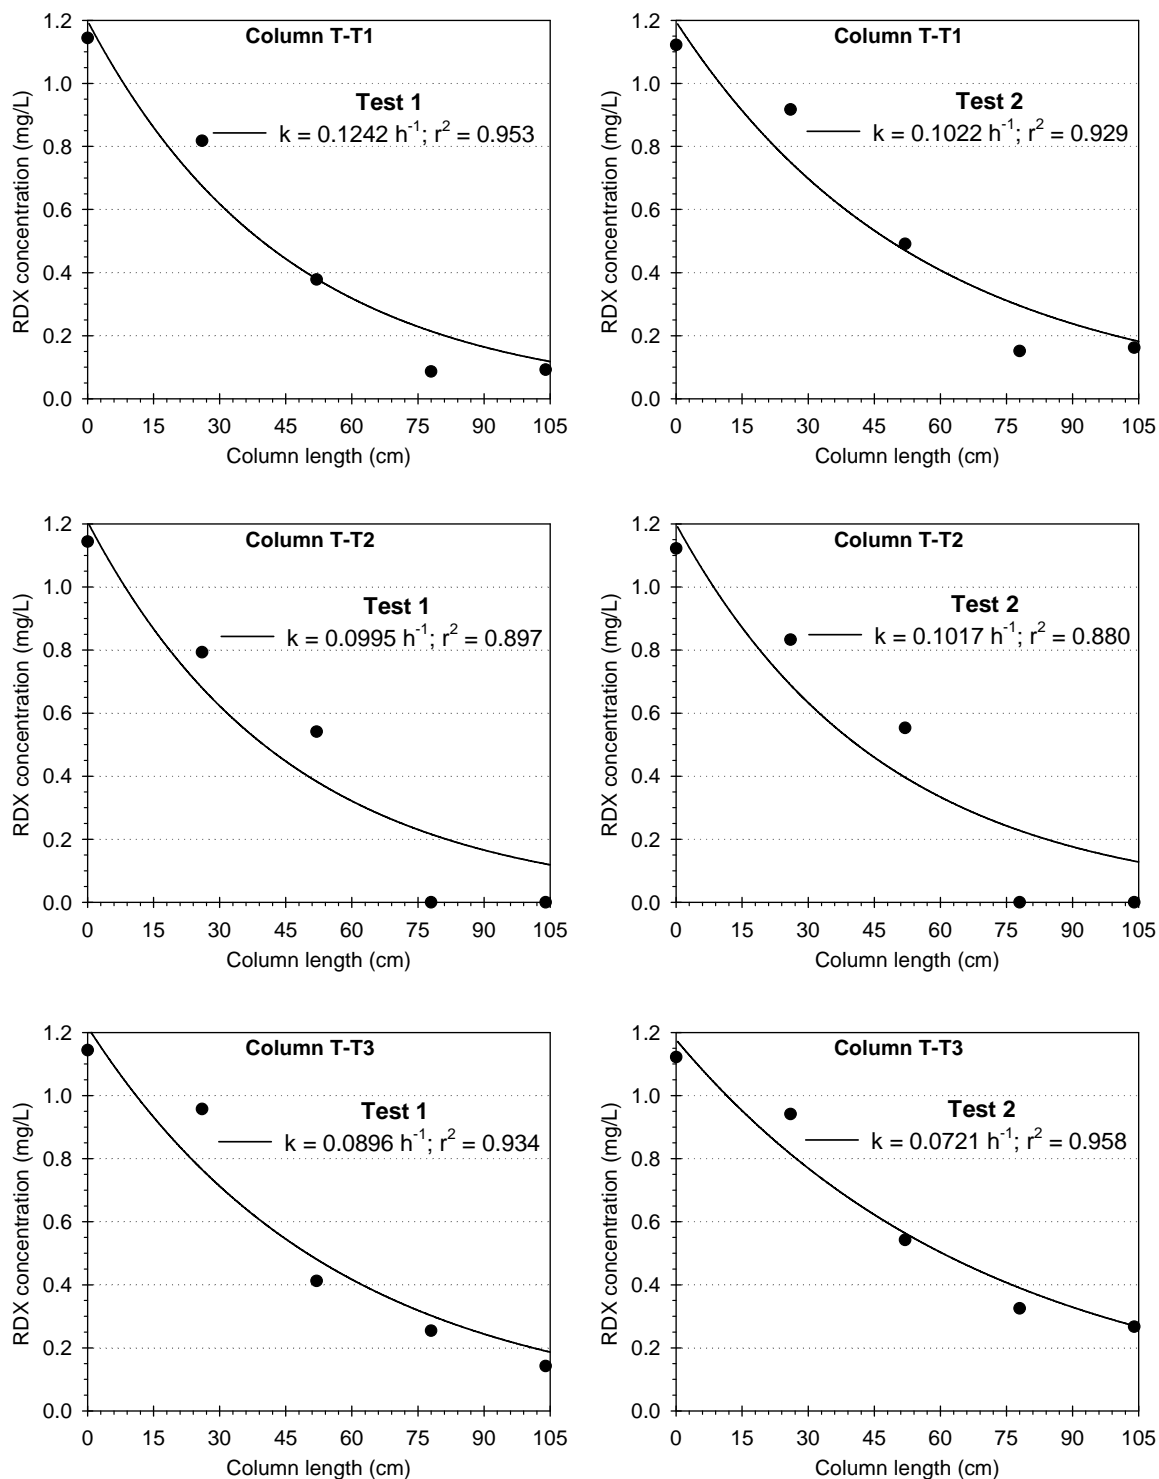 Column T-T1
Test 1
k = 0.1242 h⁻¹; r² = 0.953
RDX concentration (mg/L)
1.2
1.0
0.8
0.6
0.4
0.2
0.0
0 15 30 45 60 75 90 105
Column length (cm)
Column T-T1
Test 2
k = 0.1022 h⁻¹; r² = 0.929
RDX concentration (mg/L)
1.2
1.0
0.8
0.6
0.4
0.2
0.0
0 15 30 45 60 75 90 105
Column length (cm)
Column T-T2
Test 1
k = 0.0995 h⁻¹; r² = 0.897
RDX concentration (mg/L)
1.2
1.0
0.8
0.6
0.4
0.2
0.0
0 15 30 45 60 75 90 105
Column length (cm)
Column T-T2
Test 2
k = 0.1017 h⁻¹; r² = 0.880
RDX concentration (mg/L)
1.2
1.0
0.8
0.6
0.4
0.2
0.0
0 15 30 45 60 75 90 105
Column length (cm)
Column T-T3
Test 1
k = 0.0896 h⁻¹; r² = 0.934
RDX concentration (mg/L)
1.2
1.0
0.8
0.6
0.4
0.2
0.0
0 15 30 45 60 75 90 105
Column length (cm)
Column T-T3
Test 2
k = 0.0721 h⁻¹; r² = 0.958
RDX concentration (mg/L)
1.2
1.0
0.8
0.6
0.4
0.2
0.0
0 15 30 45 60 75 90 105
Column length (cm)